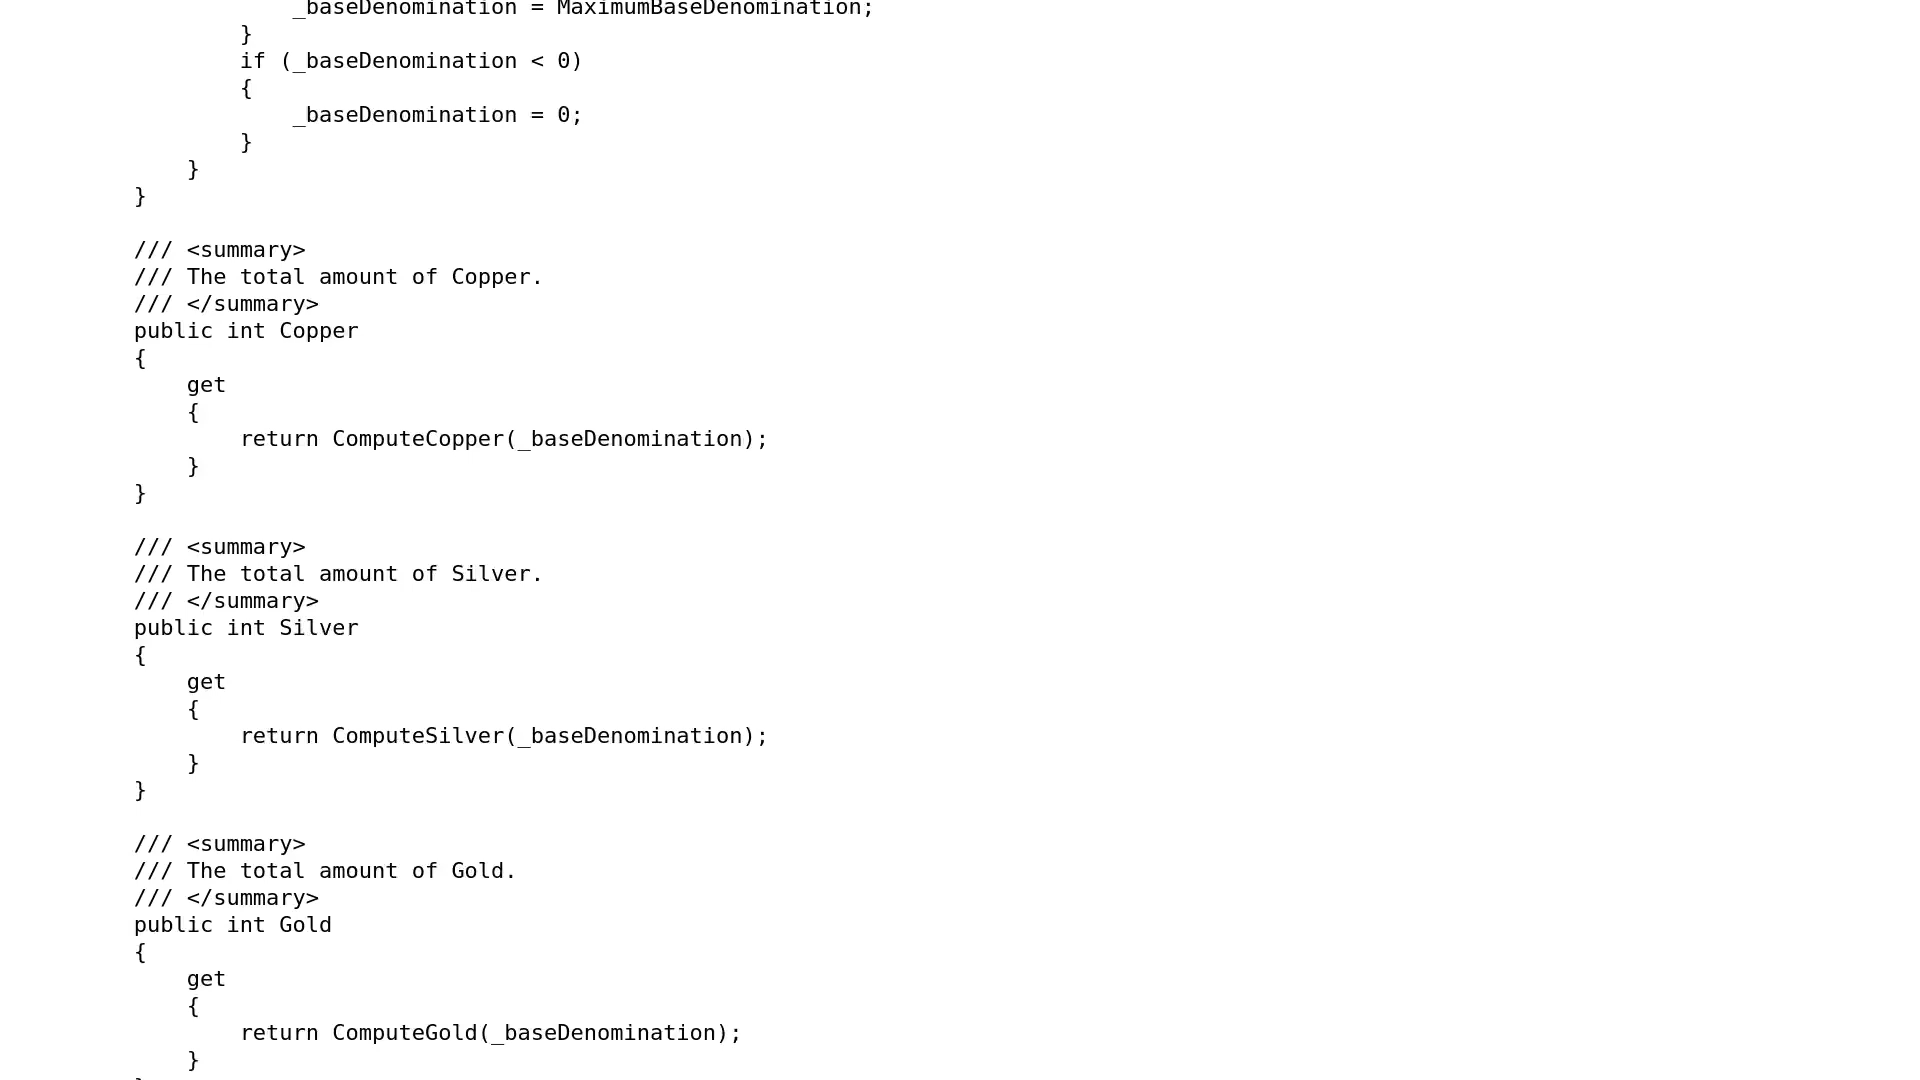 _baseDenomination = MaximumBaseDenomination;
        }
        if (_baseDenomination < 0)
        {
            _baseDenomination = 0;
        }
    }
}

/// <summary>
/// The total amount of Copper.
/// </summary>
public int Copper
{
    get
    {
        return ComputeCopper(_baseDenomination);
    }
}

/// <summary>
/// The total amount of Silver.
/// </summary>
public int Silver
{
    get
    {
        return ComputeSilver(_baseDenomination);
    }
}

/// <summary>
/// The total amount of Gold.
/// </summary>
public int Gold
{
    get
    {
        return ComputeGold(_baseDenomination);
    }
}